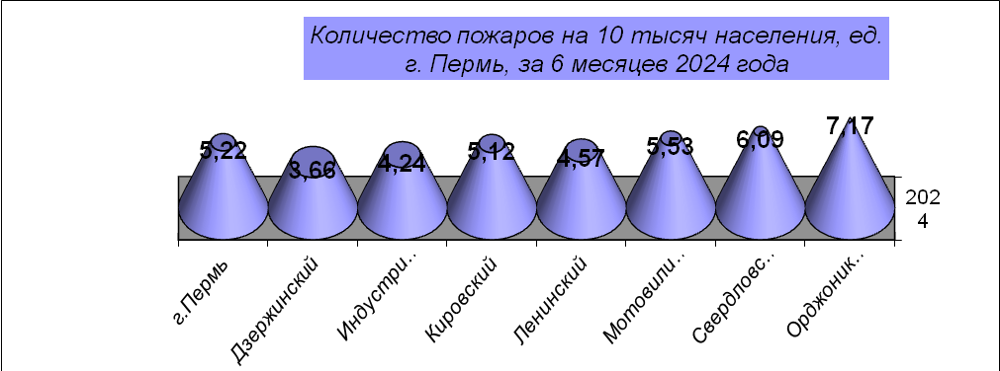 Количество пожаров на 10 тысяч населения, ед.
г. Пермь, за 6 месяцев 2024 года
5,22
3,66
4,24
5,12
4,57
5,53
6,09
7,17
202
4
г.Пермь
Дзержинский
Индустри...
Кировский
Ленинский
Мотовили...
Свердловс...
Орджоник...